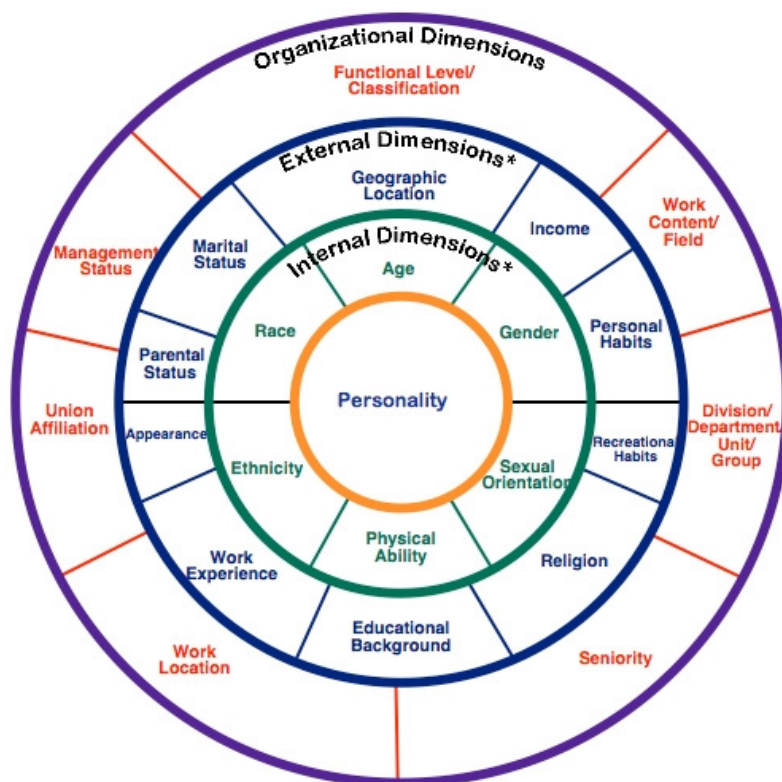 Organizational Dimensions
Functional Level/
Classification
External Dimensions*
Geographic
Location
Income
Work
Content/
Field
Marital
Status
Management
Status
Internal Dimensions*
Age
Race
Gender
Personal
Habits
Parental
Status
Personality
Union
Affiliation
Appearance
Division/
Department/
Unit/
Group
Recreational
Habits
Ethnicity
Sexual
Orientation
Physical
Ability
Work
Experience
Religion
Educational
Background
Work
Location
Seniority